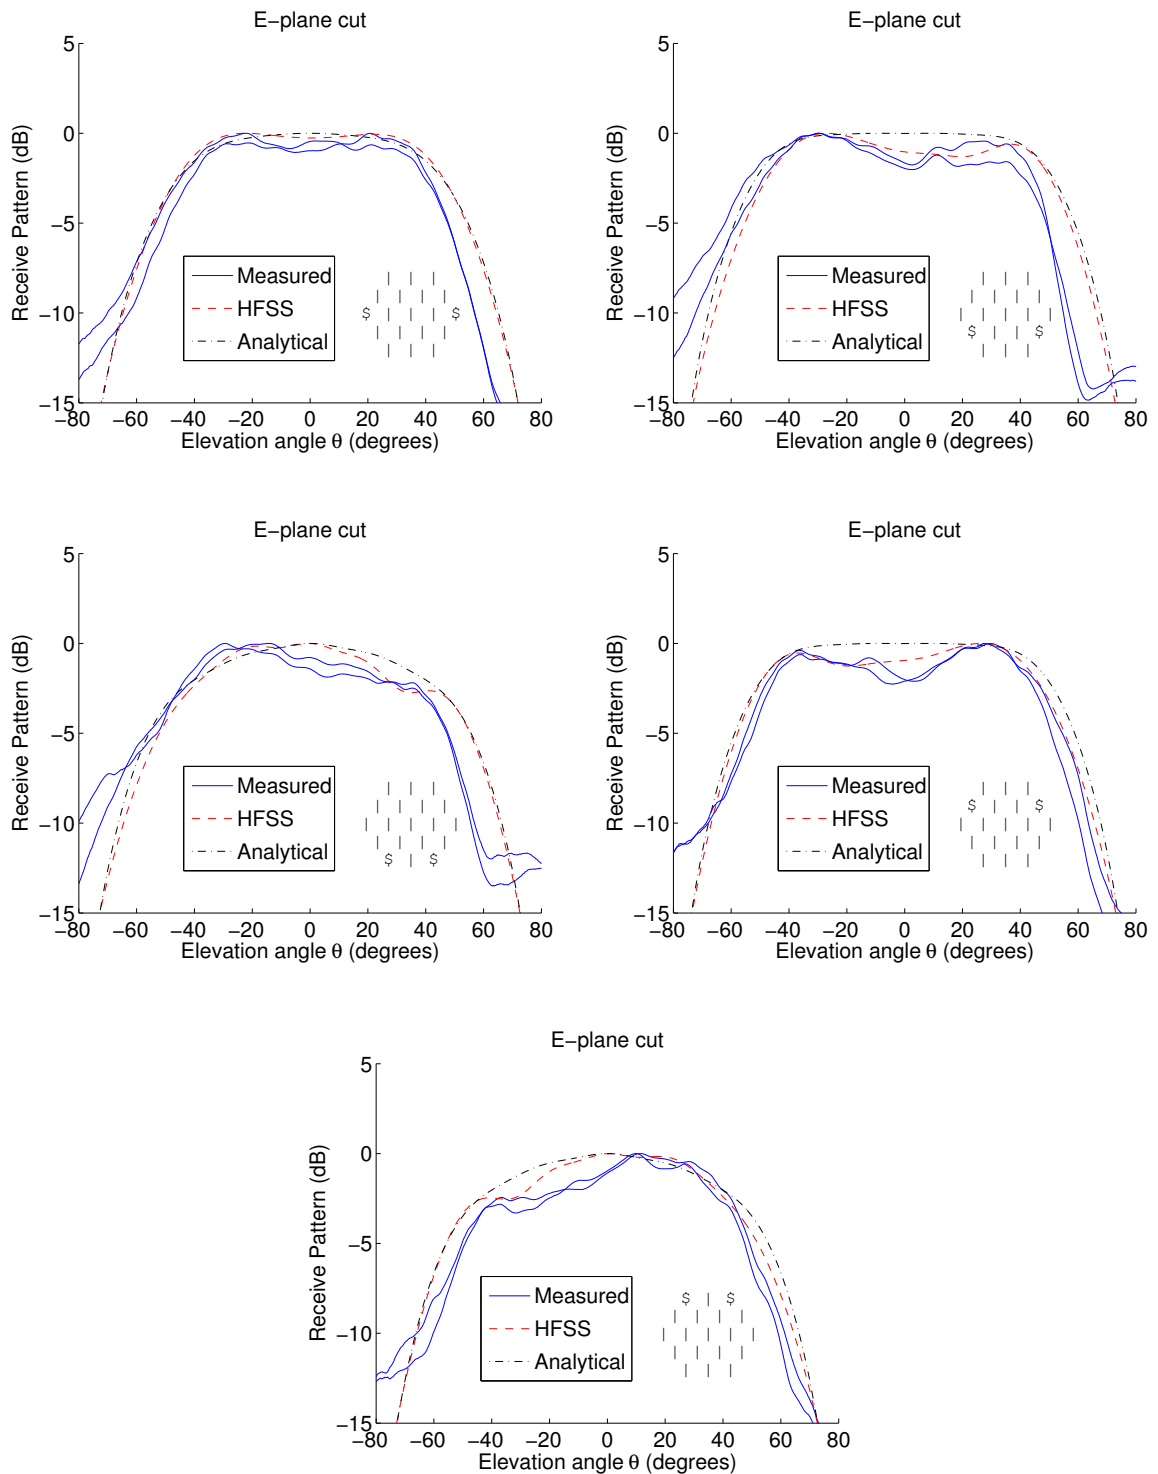 E−plane cut
5
0
−5
−10
−15
Receive Pattern (dB)
Measured
HFSS
Analytical
| | |
| | | |
$ | | | $
| | | |
| | |
−80 −60 −40 −20 0 20 40 60 80
Elevation angle θ (degrees)
E−plane cut
5
0
−5
−10
−15
Receive Pattern (dB)
Measured
HFSS
Analytical
| | |
| | | |
| | | | |
$ | | $
| | |
−80 −60 −40 −20 0 20 40 60 80
Elevation angle θ (degrees)
E−plane cut
5
0
−5
−10
−15
Receive Pattern (dB)
Measured
HFSS
Analytical
| | |
| | | |
| | | | |
| | | |
$ | $
−80 −60 −40 −20 0 20 40 60 80
Elevation angle θ (degrees)
E−plane cut
5
0
−5
−10
−15
Receive Pattern (dB)
Measured
HFSS
Analytical
| | |
$ | | $
| | | | |
| | | |
| | |
−80 −60 −40 −20 0 20 40 60 80
Elevation angle θ (degrees)
E−plane cut
5
0
−5
−10
−15
Receive Pattern (dB)
Measured
HFSS
Analytical
$ | $
| | | |
| | | | |
| | | |
| | |
−80 −60 −40 −20 0 20 40 60 80
Elevation angle θ (degrees)